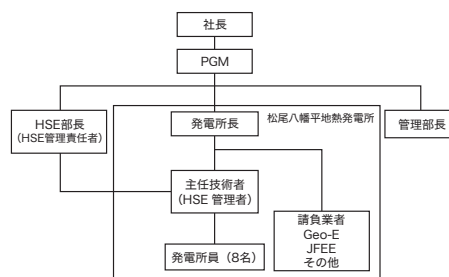 社長
PGM
HSE部長
（HSE管理責任者）
発電所長
松尾八幡平地熱発電所
管理部長
主任技術者
（HSE 管理者）
請負業者
Geo-E
JFEE
その他
発電所員（8名）